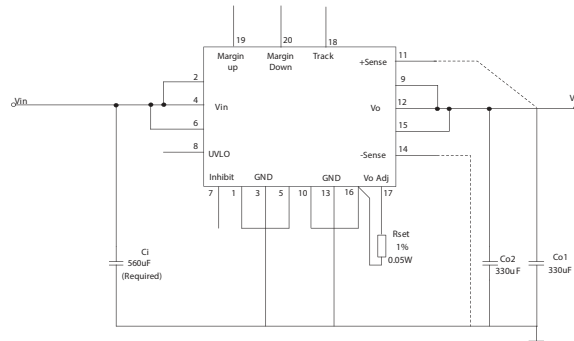 19
20
18
Margin
up
Margin
Down
Track
+Sense
11
2
9
Vin
4
Vin
Vo
12
V
6
15
8
UVLO
-Sense
14
Inhibit
GND
GND
Vo Adj
7
1
3
5
10
13
16
17
Rset
1%
0.05W
Ci
560uF
(Required)
Co2
330uF
Co1
330uF